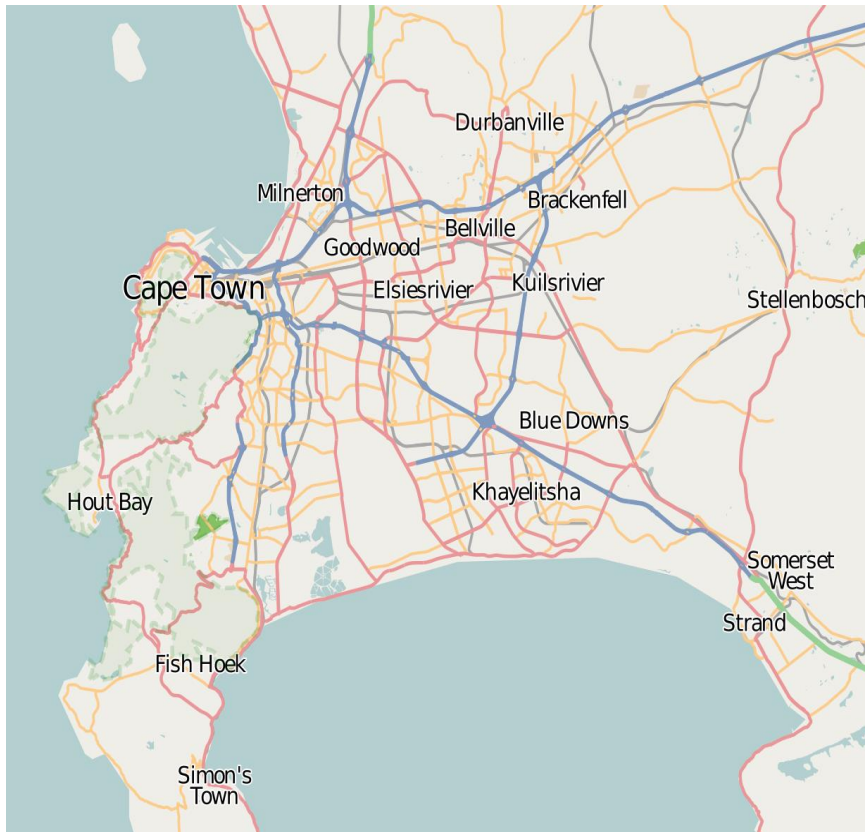 Durbanville
Milnerton
Brackenfell
Bellville
Goodwood
Cape Town
Elsiesrivier
Kuilsrivier
Stellenbosch
Blue Downs
Hout Bay
Khayelitsha
Somerset
West
Strand
Fish Hoek
Simon's
Town